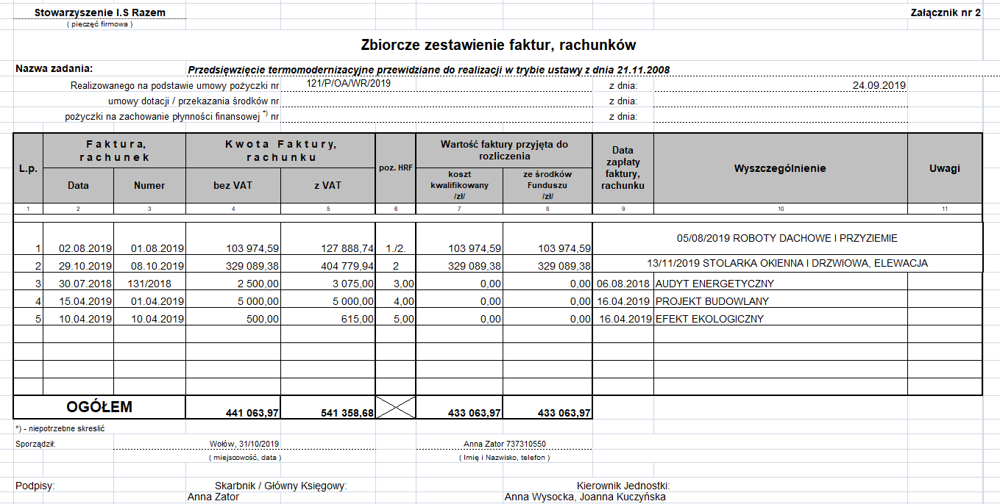 Stowarzyszenie I.S Razem
Załącznik nr 2
( pieczęć firmowa )
Zbiorcze zestawienie faktur, rachunków
Nazwa zadania: Przedsięwzięcie termomodernizacyjne przewidziane do realizacji w trybie ustawy z dnia 21.11.2008
Realizowanego na podstawie umowy pożyczki nr 121/P/OA/WR/2019 z dnia: 24.09.2019
umowy dotacji / przekazania środków nr z dnia:
pożyczki na zachowanie płynności finansowej *) nr z dnia:
L.p.
Faktura, rachunek
Data
Numer
Kwota Faktury, rachunku
bez VAT
z VAT
poz. HRF
Wartość faktury przyjęta do rozliczenia
koszt kwalifikowany /zł/
ze środków Funduszu /zł/
Data zapłaty faktury, rachunku
Wyszczególnienie
Uwagi
1 2 3 4 5 6 7 8 9 10 11
1 02.08.2019 01.08.2019 103 974,59 127 888,74 1./2. 103 974,59 103 974,59 05/08/2019 ROBOTY DACHOWE I PRZYZIEMIE
2 29.10.2019 08.10.2019 329 089,38 404 779,94 2 329 089,38 329 089,38 13/11/2019 STOLARKA OKIENNA I DRZWIOWA, ELEWACJA
3 30.07.2018 131/2018 2 500,00 3 075,00 3,00 0,00 0,00 06.08.2018 AUDYT ENERGETYCZNY
4 15.04.2019 01.04.2019 5 000,00 5 000,00 4,00 0,00 0,00 16.04.2019 PROJEKT BUDOWLANY
5 10.04.2019 10.04.2019 500,00 615,00 5,00 0,00 0,00 16.04.2019 EFEKT EKOLOGICZNY
OGÓŁEM 441 063,97 541 358,68 433 063,97 433 063,97
*) - niepotrzebne skreslić
Sporządził: Wołów, 31/10/2019 Anna Zator 737310550
( miejscowość, data ) ( Imię i Nazwisko, telefon )
Podpisy: Skarbnik / Główny Księgowy: Kierownik Jednostki:
Anna Zator Anna Wysocka, Joanna Kuczyńska